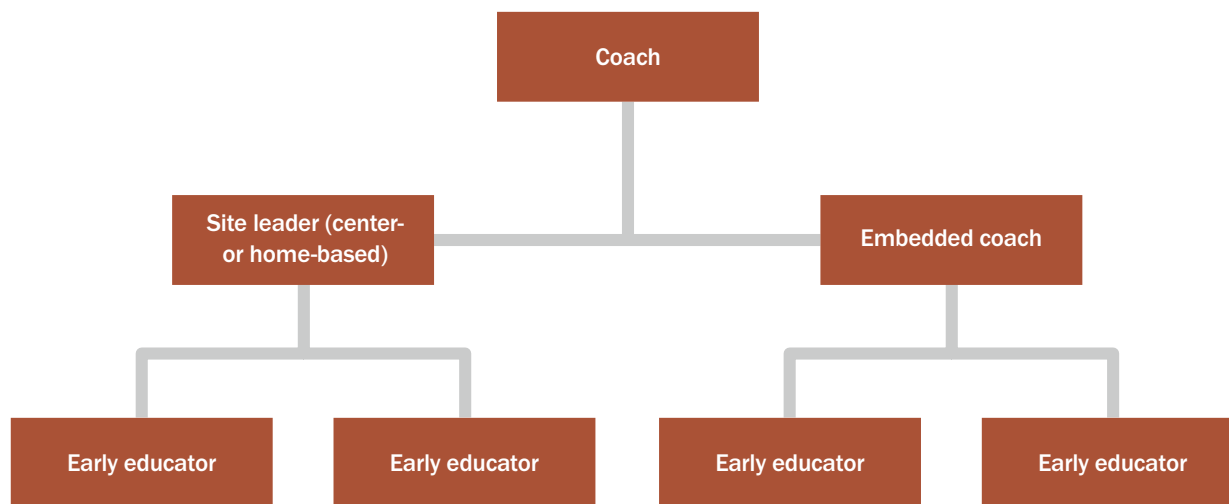 Coach
Site leader (center-
or home-based)
Embedded coach
Early educator
Early educator
Early educator
Early educator